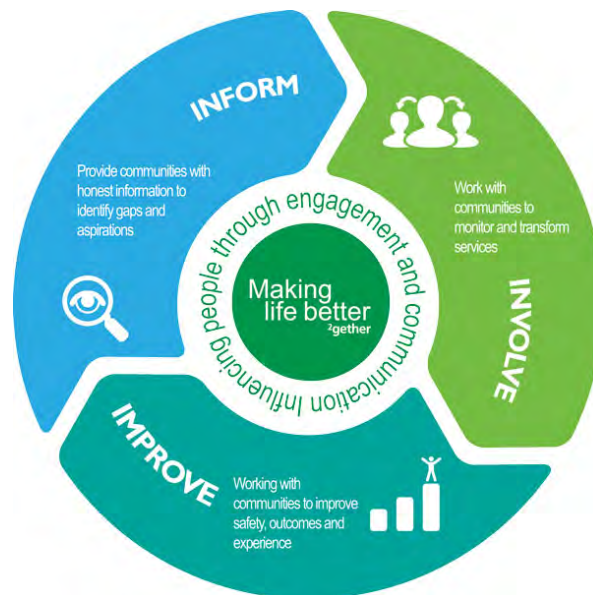 INFORM
Provide communities with
honest information to
identify gaps and
aspirations
Work with
communities to
monitor and transform
services
INVOLVE
Influencing people through engagement and communication
Making
life better
²gether
IMPROVE
Working with
communities to improve
safety, outcomes and
experience